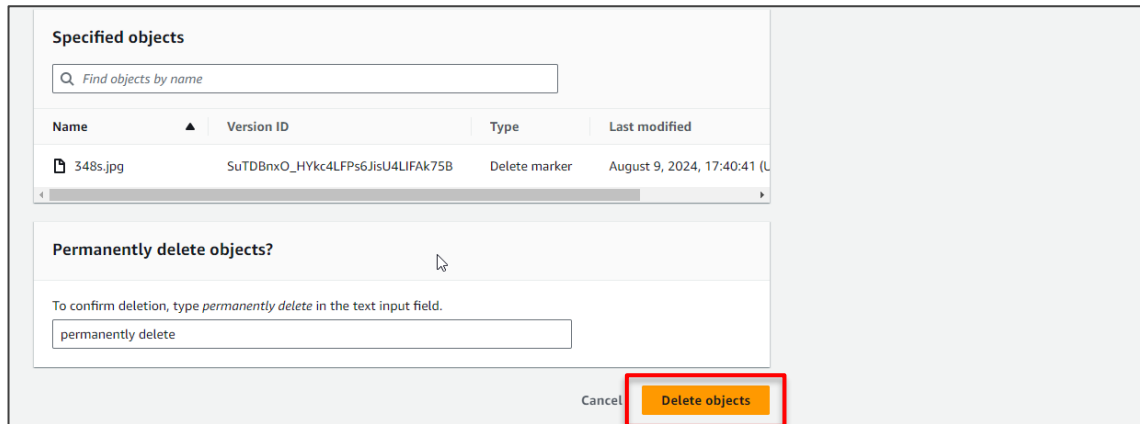 Specified objects
Find objects by name
Name Version ID Type Last modified
348s.jpg SuTDBnxO_HYkc4LFPs6JisU4LIFAk75B Delete marker August 9, 2024, 17:40:41 (U
Permanently delete objects?
To confirm deletion, type permanently delete in the text input field.
permanently delete
Cancel Delete objects